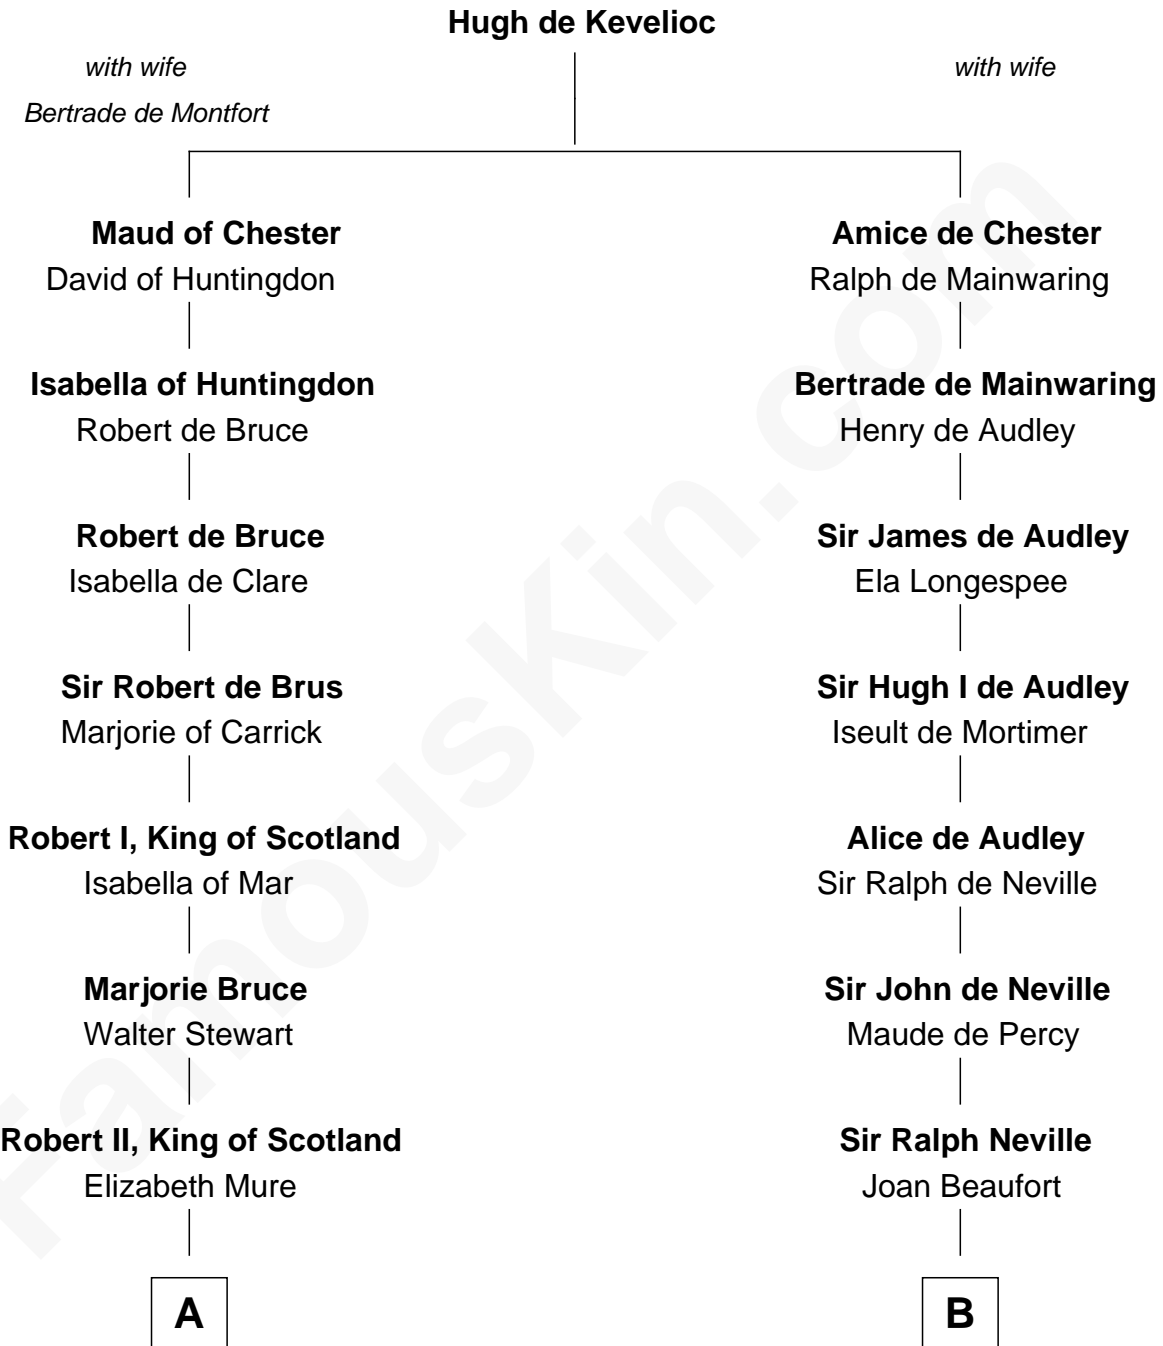 Hugh de Kevelioc
with wife
Bertrade de Montfort
with wife
Maud of Chester
David of Huntingdon
Amice de Chester
Ralph de Mainwaring
Isabella of Huntingdon
Robert de Bruce
Bertrade de Mainwaring
Henry de Audley
Robert de Bruce
Isabella de Clare
Sir James de Audley
Ela Longespee
Sir Robert de Brus
Marjorie of Carrick
Sir Hugh I de Audley
Iseult de Mortimer
Robert I, King of Scotland
Isabella of Mar
Alice de Audley
Sir Ralph de Neville
Marjorie Bruce
Walter Stewart
Sir John de Neville
Maude de Percy
Robert II, King of Scotland
Elizabeth Mure
Sir Ralph Neville
Joan Beaufort
A
B
FamousKin.com